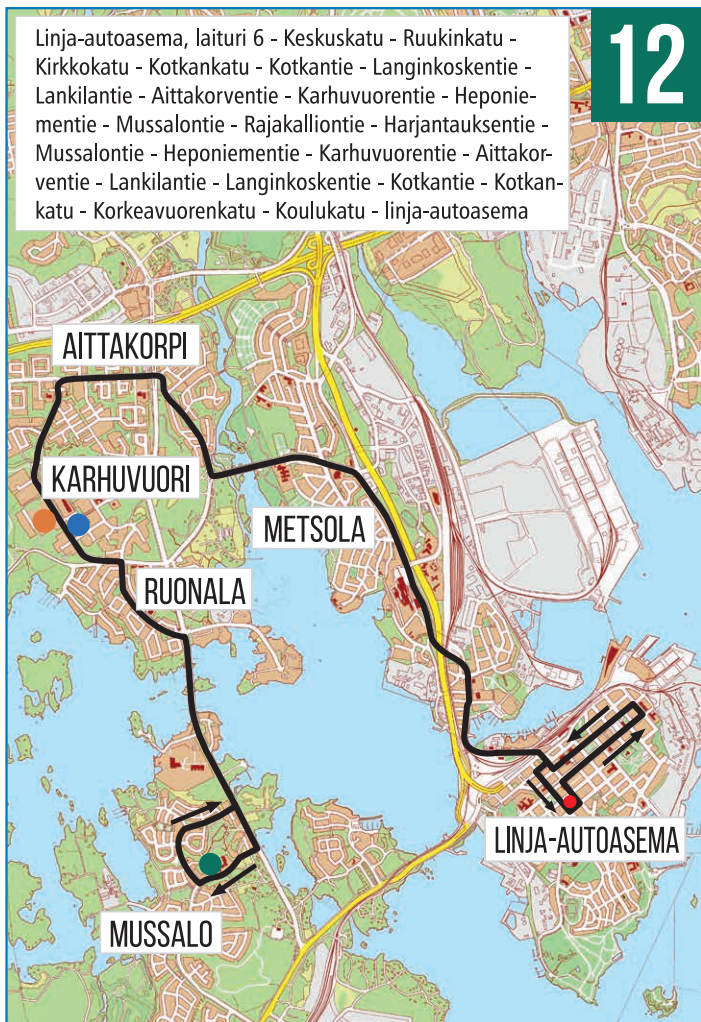 Linja-autoasema, laituri 6 - Keskuskatu - Ruukinkatu -
Kirkkokatu - Kotkankatu - Kotkantie - Langinkoskentie -
Lankilantie - Aittakorventie - Karhuvuorentie - Heponie-
mentie - Mussalontie - Rajakalliontie - Harjantauksentie -
Mussalontie - Heponiementie - Karhuvuorentie - Aittakor-
ventie - Lankilantie - Langinkoskentie - Kotkantie - Kotkan-
katu - Korkeavuorenkatu - Koulukatu - linja-autoasema
12
AITTAKORPI
KARHUVUORI
METSOLA
RUONALA
LINJA-AUTOASEMA
MUSSALO